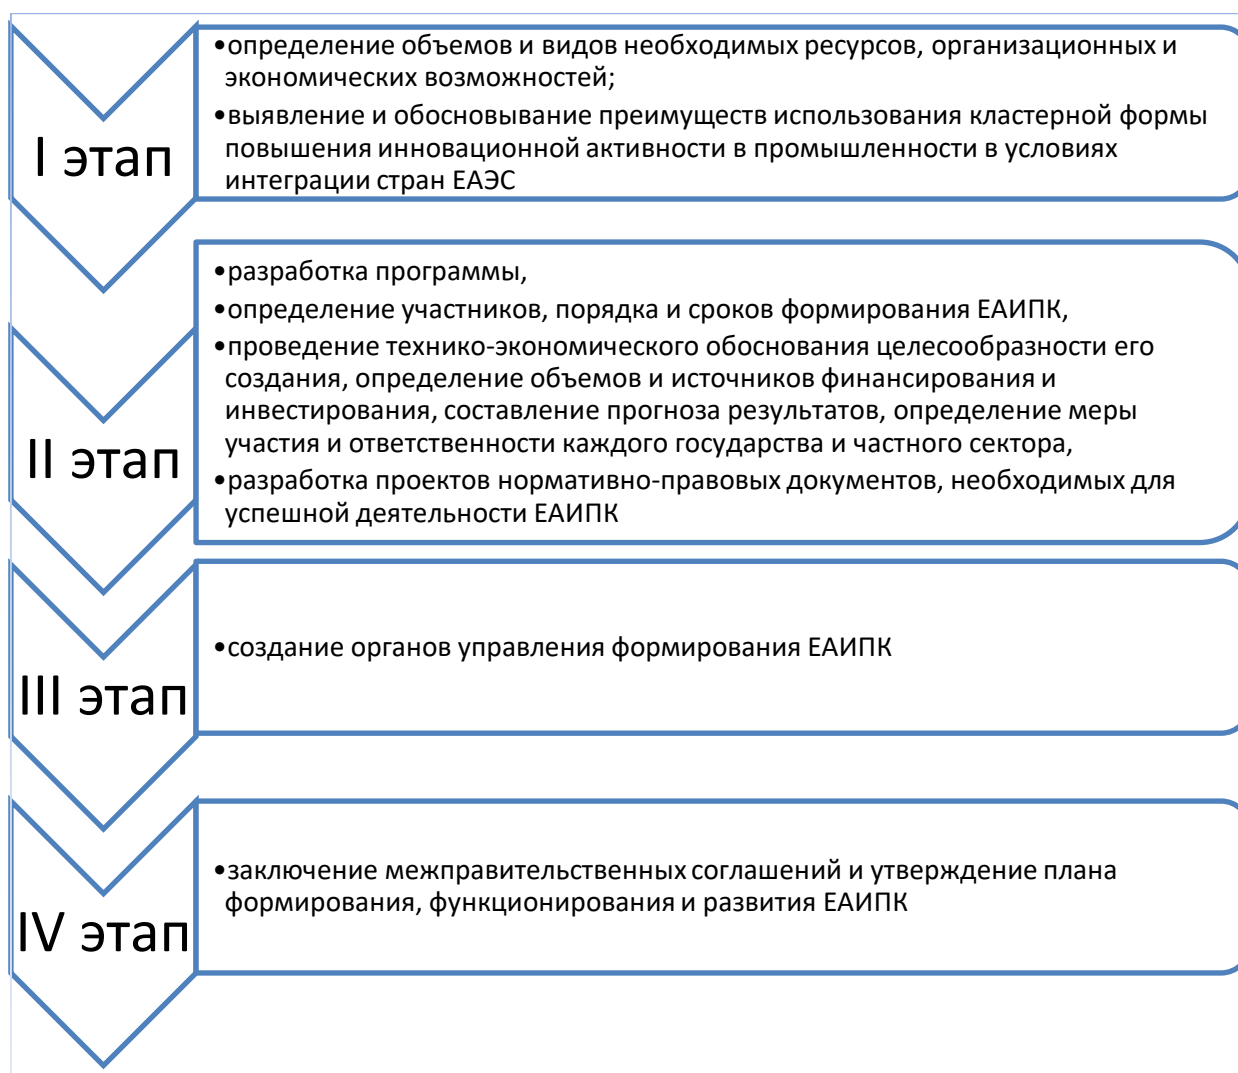 I этап
•определение объемов и видов необходимых ресурсов, организационных и
экономических возможностей;
•выявление и обосновывание преимуществ использования кластерной формы
повышения инновационной активности в промышленности в условиях
интеграции стран ЕАЭС
II этап
•разработка программы,
•определение участников, порядка и сроков формирования ЕАИПК,
•проведение технико-экономического обоснования целесообразности его
создания, определение объемов и источников финансирования и
инвестирования, составление прогноза результатов, определение меры
участия и ответственности каждого государства и частного сектора,
•разработка проектов нормативно-правовых документов, необходимых для
успешной деятельности ЕАИПК
III этап
•создание органов управления формирования ЕАИПК
IV этап
•заключение межправительственных соглашений и утверждение плана
формирования, функционирования и развития ЕАИПК